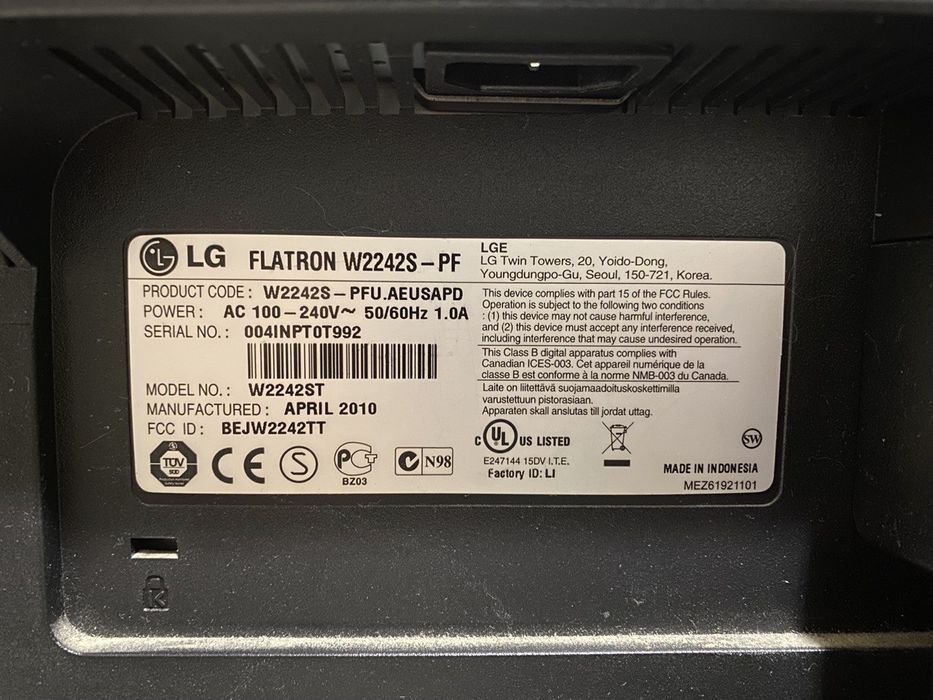 LG FLATRON W2242S-PF
PRODUCT CODE : W2242S-PFU.AEUSAPD
POWER : AC 100-240V~ 50/60Hz 1.0A
SERIAL NO. : 004INPT0T992
MODEL NO. : W2242ST
MANUFACTURED : APRIL 2010
FCC ID : BEJW2242TT
TÜV
SÜD
CE
S
PCT
BZ03
N98
LGE
LG Twin Towers, 20, Yoido-Dong,
Youngdungpo-Gu, Seoul, 150-721, Korea.
This device complies with part 15 of the FCC Rules.
Operation is subject to the following two conditions
: (1) this device may not cause harmful interference,
and (2) this device must accept any interference received,
including interference that may cause undesired operation.
This Class B digital apparatus complies with
Canadian ICES-003. Cet appareil numérique de la
classe B est conforme à la norme NMB-003 du Canada.
Laite on liitettävä suojamaadoituskoskettimilla
varustettuun pistorasiaan.
Apparaten skall anslutas till jordat uttag.
C UL US LISTED
E247144 15DV I.T.E.
Factory ID: LI
SW
MADE IN INDONESIA
MEZ61921101
K